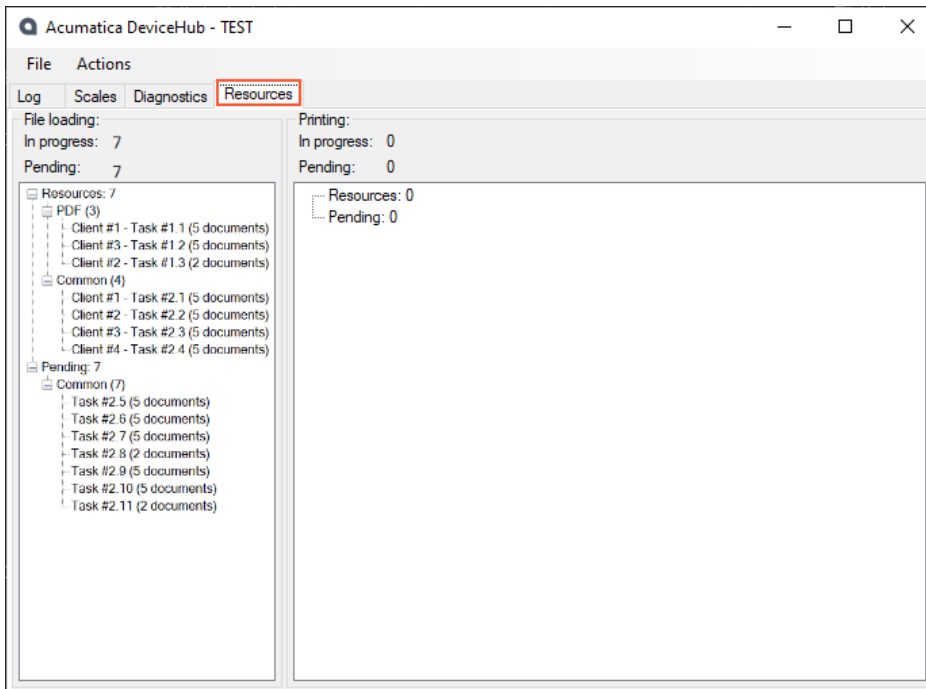 Acumatica DeviceHub - TEST
File Actions
Log Scales Diagnostics Resources
File loading:
In progress: 7
Pending: 7
Resources: 7
PDF (3)
Client #1 - Task #1.1 (5 documents)
Client #3 - Task #1.2 (5 documents)
Client #2 - Task #1.3 (2 documents)
Common (4)
Client #1 - Task #2.1 (5 documents)
Client #2 - Task #2.2 (5 documents)
Client #3 - Task #2.3 (5 documents)
Client #4 - Task #2.4 (5 documents)
Pending: 7
Common (7)
Task #2.5 (5 documents)
Task #2.6 (5 documents)
Task #2.7 (5 documents)
Task #2.8 (2 documents)
Task #2.9 (5 documents)
Task #2.10 (5 documents)
Task #2.11 (2 documents)
Printing:
In progress: 0
Pending: 0
Resources: 0
Pending: 0